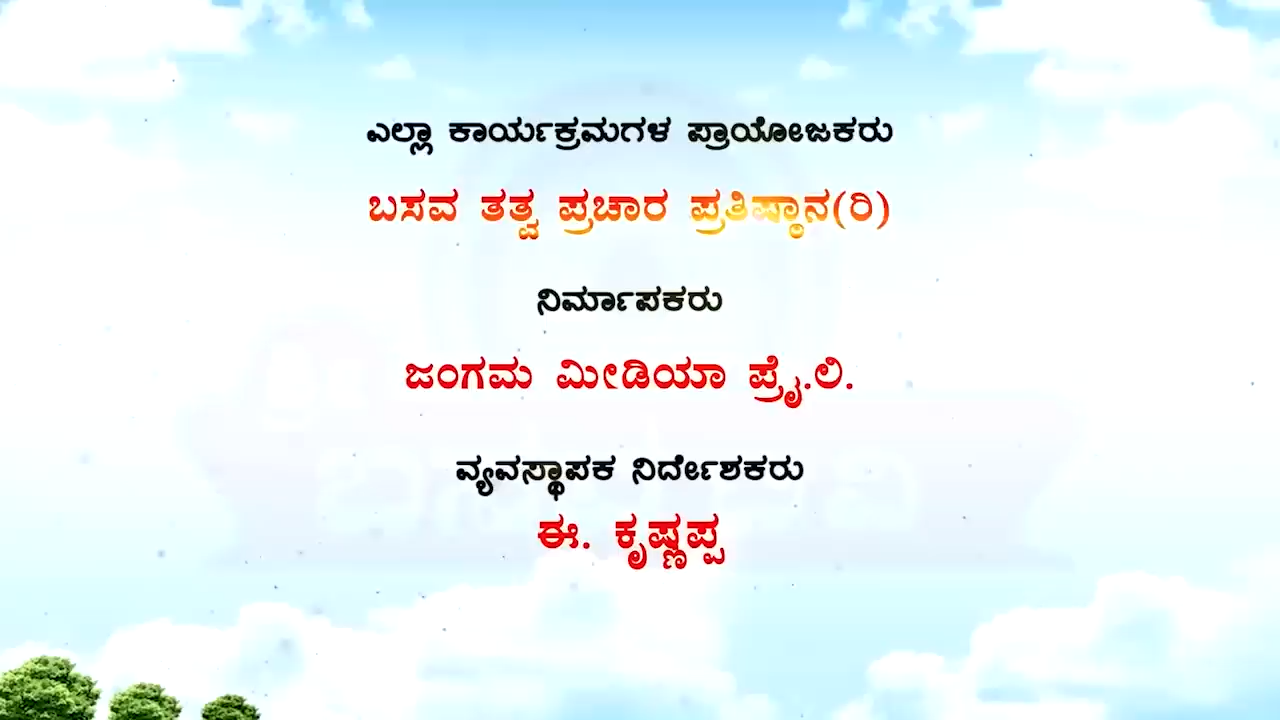 ಎಲ್ಲಾ ಕಾರ್ಯಕ್ರಮಗಳ ಪ್ರಾಯೋಜಕರು
ಬಸವ ತತ್ವ ಪ್ರಚಾರ ಪ್ರತಿಷ್ಠಾನ(ರಿ)
ನಿರ್ಮಾಪಕರು
ಜಂಗಮ ಮೀಡಿಯಾ ಪ್ರೈ.ಲಿ.
ವ್ಯವಸ್ಥಾಪಕ ನಿರ್ದೇಶಕರು
ಈ. ಕೃಷ್ಣಪ್ಪ